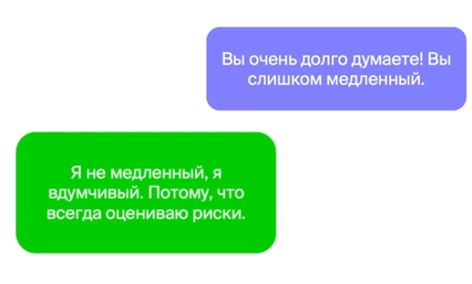 Вы очень долго думаете! Вы
слишком медленный.
Я не медленный, я
вдумчивый. Потому, что
всегда оцениваю риски.